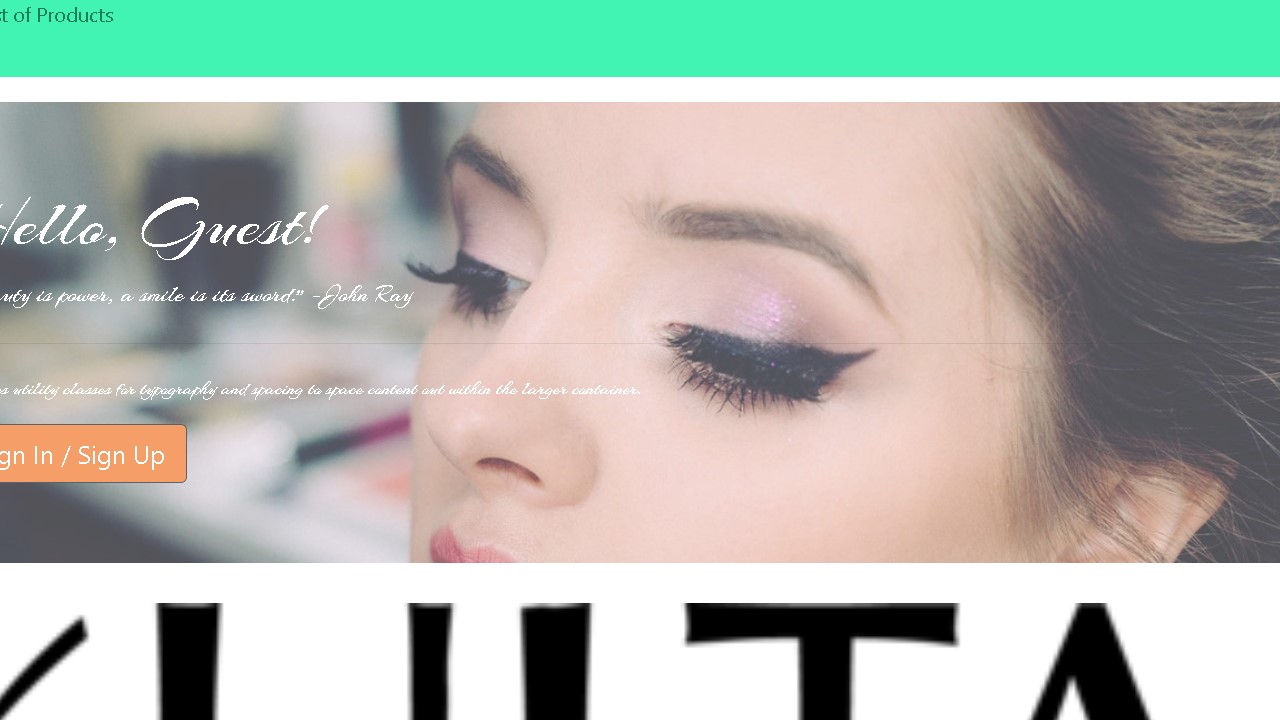 st of Products
Hello, Guest!
uty is power, a smile is its sword." -John Ray
s utility classes for typography and spacing to space content out within the larger container.
gn In / Sign Up